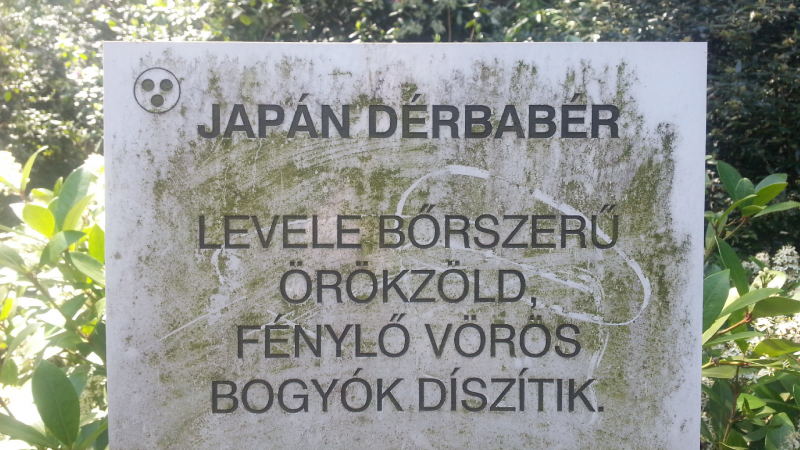 JAPÁN DÉRBABÉR
LEVELE BŐRSZERŰ
ÖRÖKZÖLD,
FÉNYLŐ VÖRÖS
BOGYÓK DÍSZÍTIK.